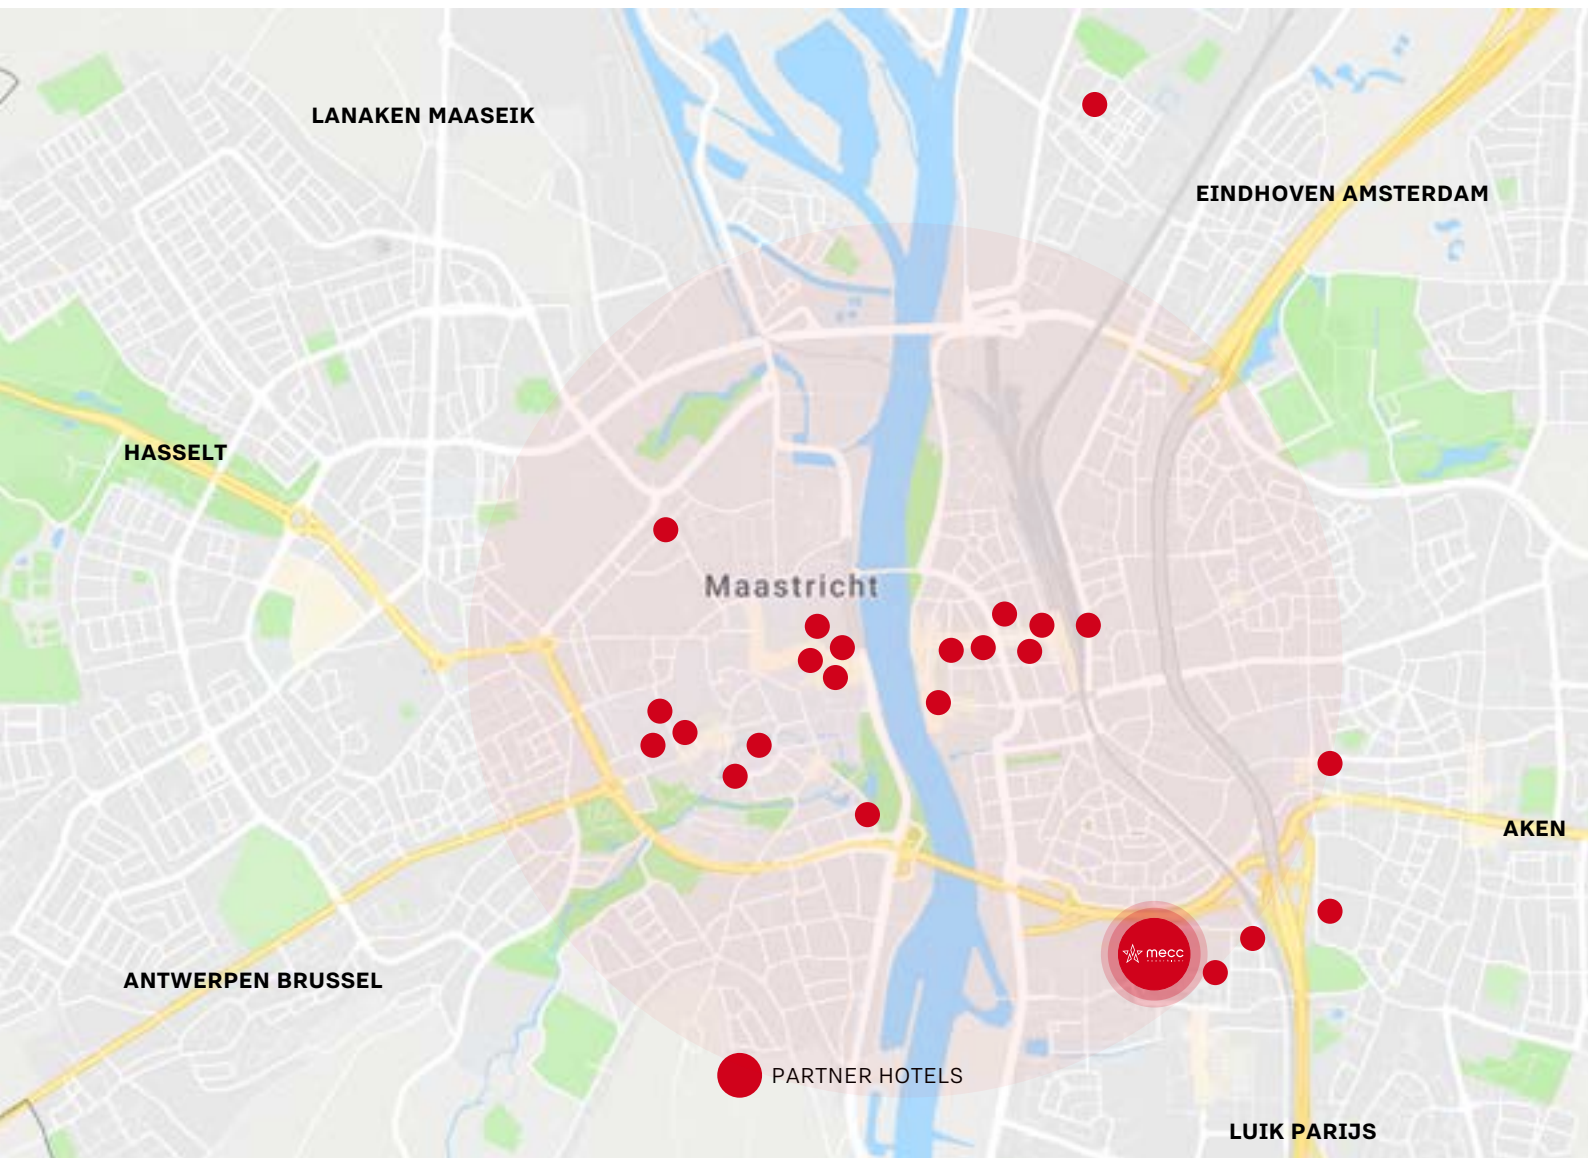 LANAKEN MAASEIK
EINDHOVEN AMSTERDAM
HASSELT
Maastricht
AKEN
mecc
ANTWERPEN BRUSSEL
PARTNER HOTELS
LUIK PARIJS